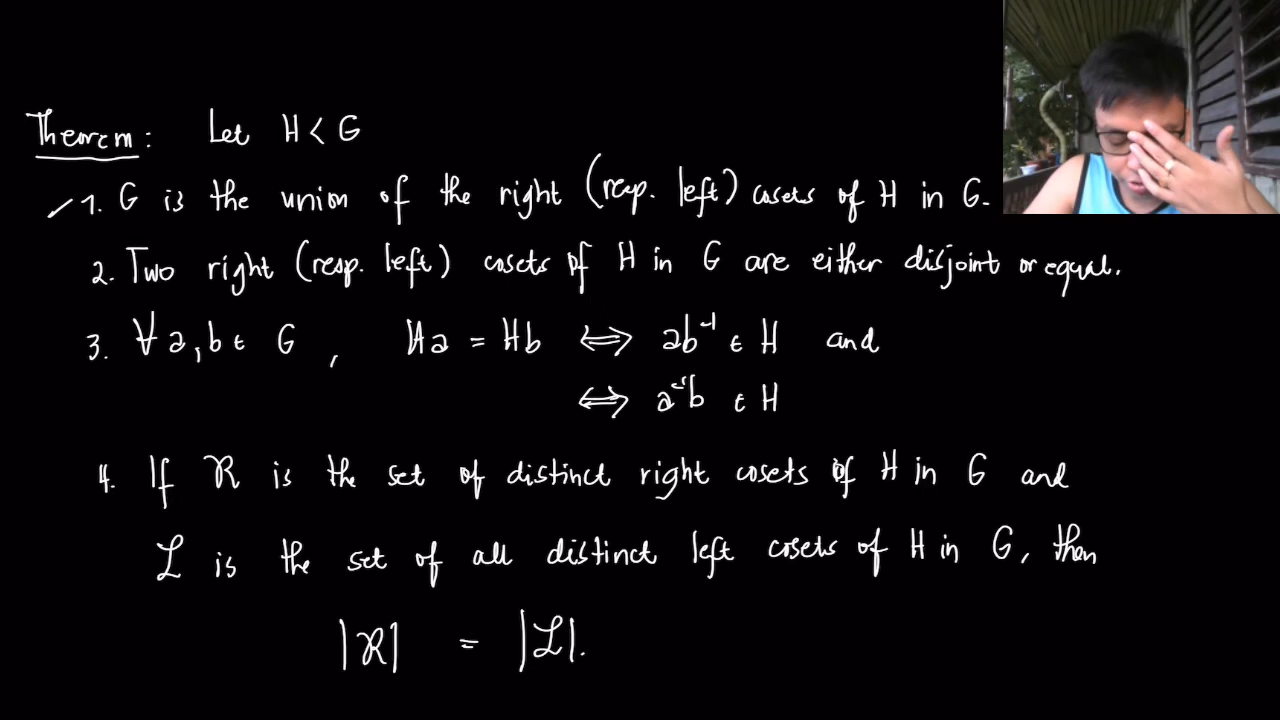 Theorem: Let H < G
✓ 1. G is the union of the right (resp. left) cosets of H in G.
2. Two right (resp. left) cosets of H in G are either disjoint or equal.
3. ∀ a, b ∈ G, Ha = Hb ⟺ ab⁻¹ ∈ H and
⟺ a⁻¹b ∈ H
4. If R is the set of distinct right cosets of H in G and
L is the set of all distinct left cosets of H in G, then
|R| = |L|.